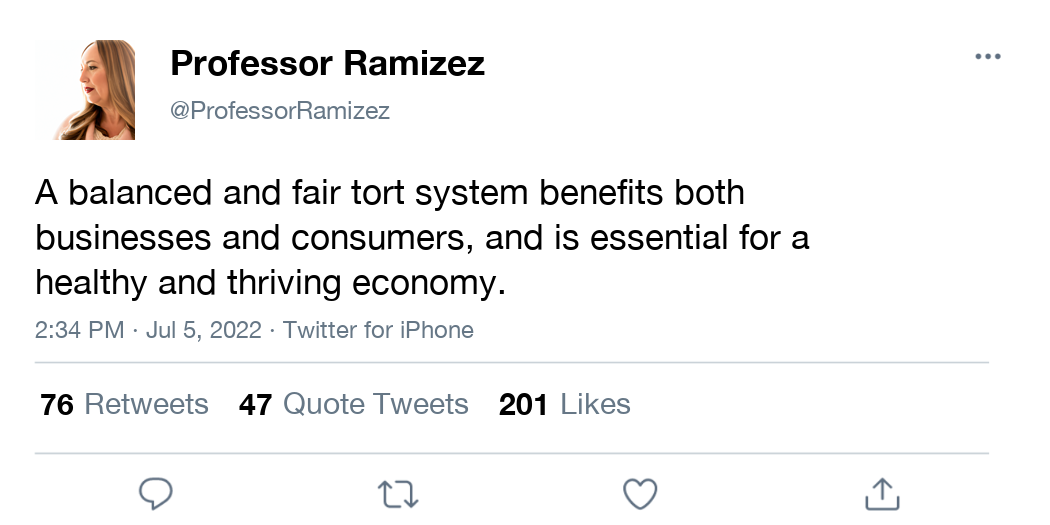 Professor Ramizez
@ProfessorRamizez
A balanced and fair tort system benefits both
businesses and consumers, and is essential for a
healthy and thriving economy.
2:34 PM · Jul 5, 2022 · Twitter for iPhone
76 Retweets 47 Quote Tweets 201 Likes